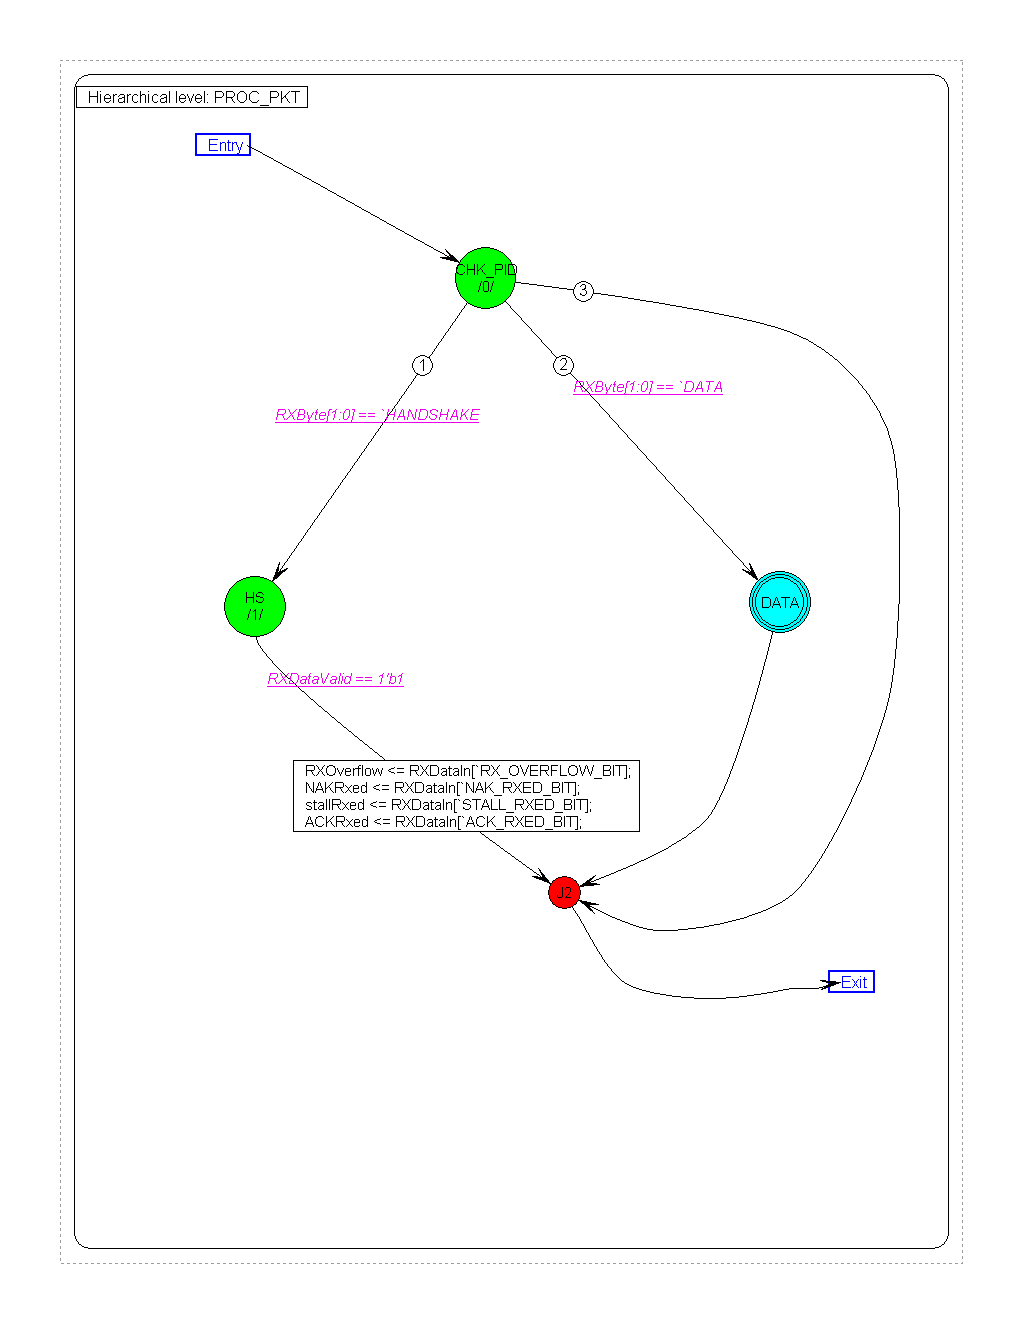 Hierarchical level: PROC_PKT
Entry
CHK_PID
/0/
3
1
2
RXByte[1:0] == `DATA
RXByte[1:0] == `HANDSHAKE
HS
/1/
DATA
RXDataValid == 1'b1
RXOverflow <= RXDataIn[`RX_OVERFLOW_BIT];
NAKRxed <= RXDataIn[`NAK_RXED_BIT];
stallRxed <= RXDataIn[`STALL_RXED_BIT];
ACKRxed <= RXDataIn[`ACK_RXED_BIT];
J2
Exit